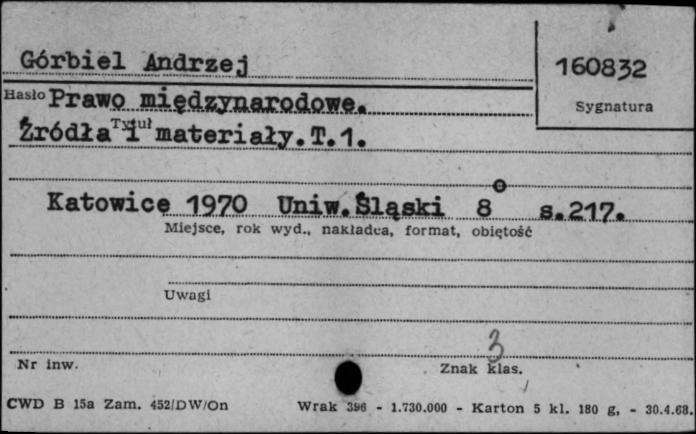 Górbiel Andrzej
160832
Hasło Prawo międzynarodowe.
Sygnatura
Tytuł
Źródła i materiały.T.1.
Katowice 1970 Uniw.Śląski 8° s.217.
Miejsce, rok wyd., nakładca, format, objętość
Uwagi
3
Nr inw.
Znak klas.
CWD B 15a Zam. 452/DW/On Wrak 396 - 1.730.000 - Karton 5 kl. 180 g, - 30.4.68.